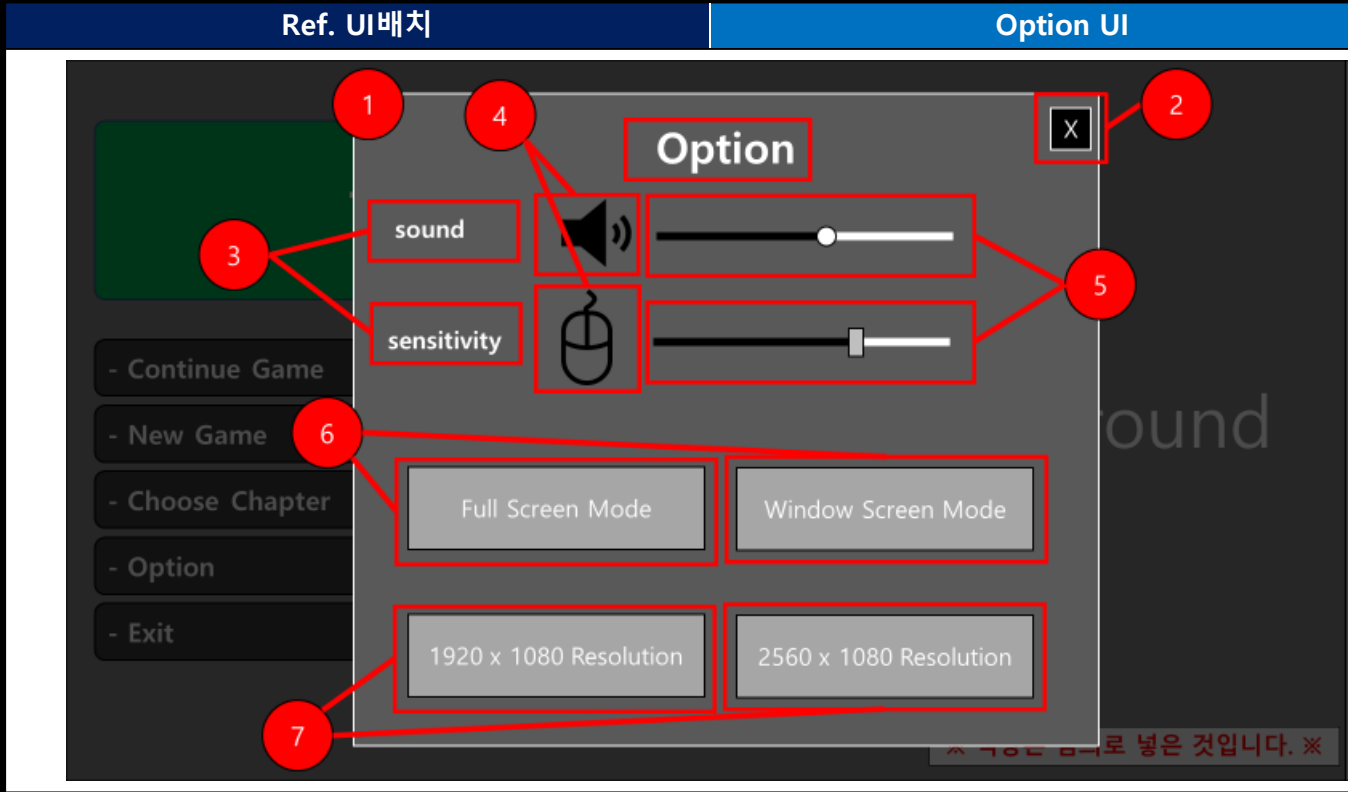 Ref. UI배치
Option UI
1
4
2
X
Option
sound
3
5
sensitivity
- Continue Game
- New Game
6
ound
- Choose Chapter
Full Screen Mode
Window Screen Mode
- Option
- Exit
1920 x 1080 Resolution
2560 x 1080 Resolution
7
※ 넣은 것입니다. ※